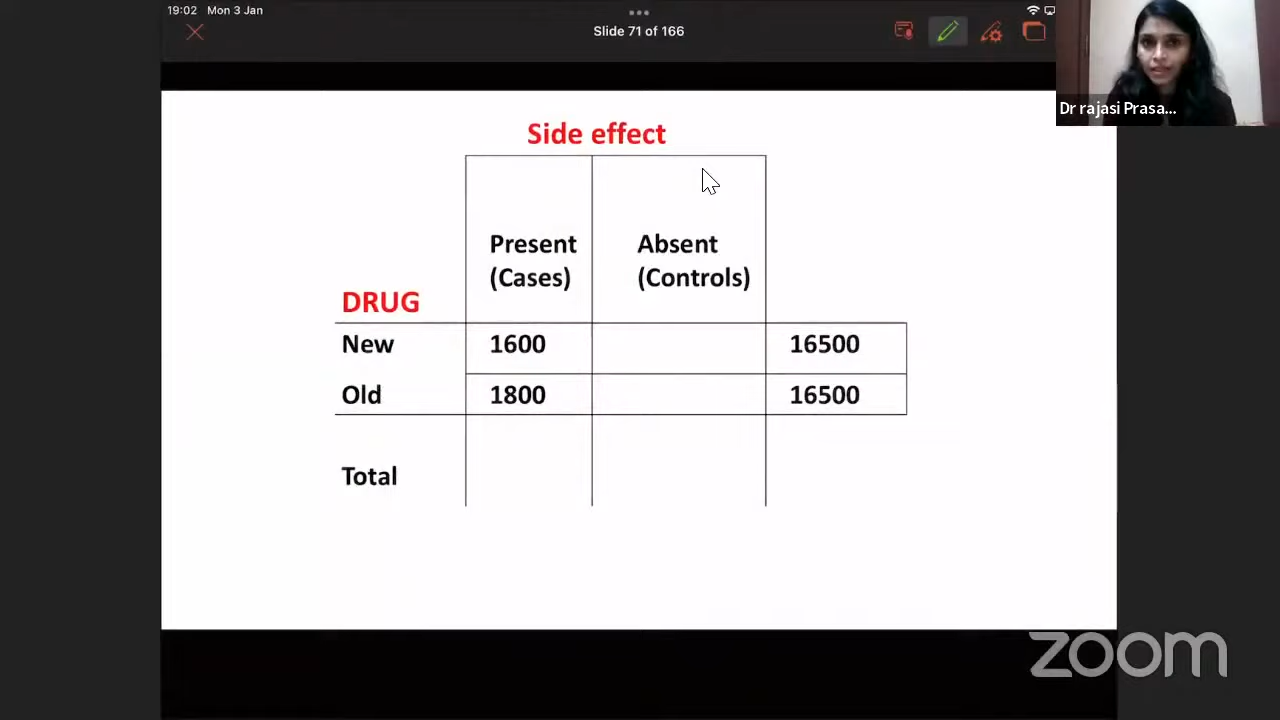 19:02 Mon 3 Jan
Slide 71 of 166
Dr rajasi Prasa...
Side effect
Present
(Cases)
Absent
(Controls)
DRUG
New 1600 16500
Old 1800 16500
Total
zoom